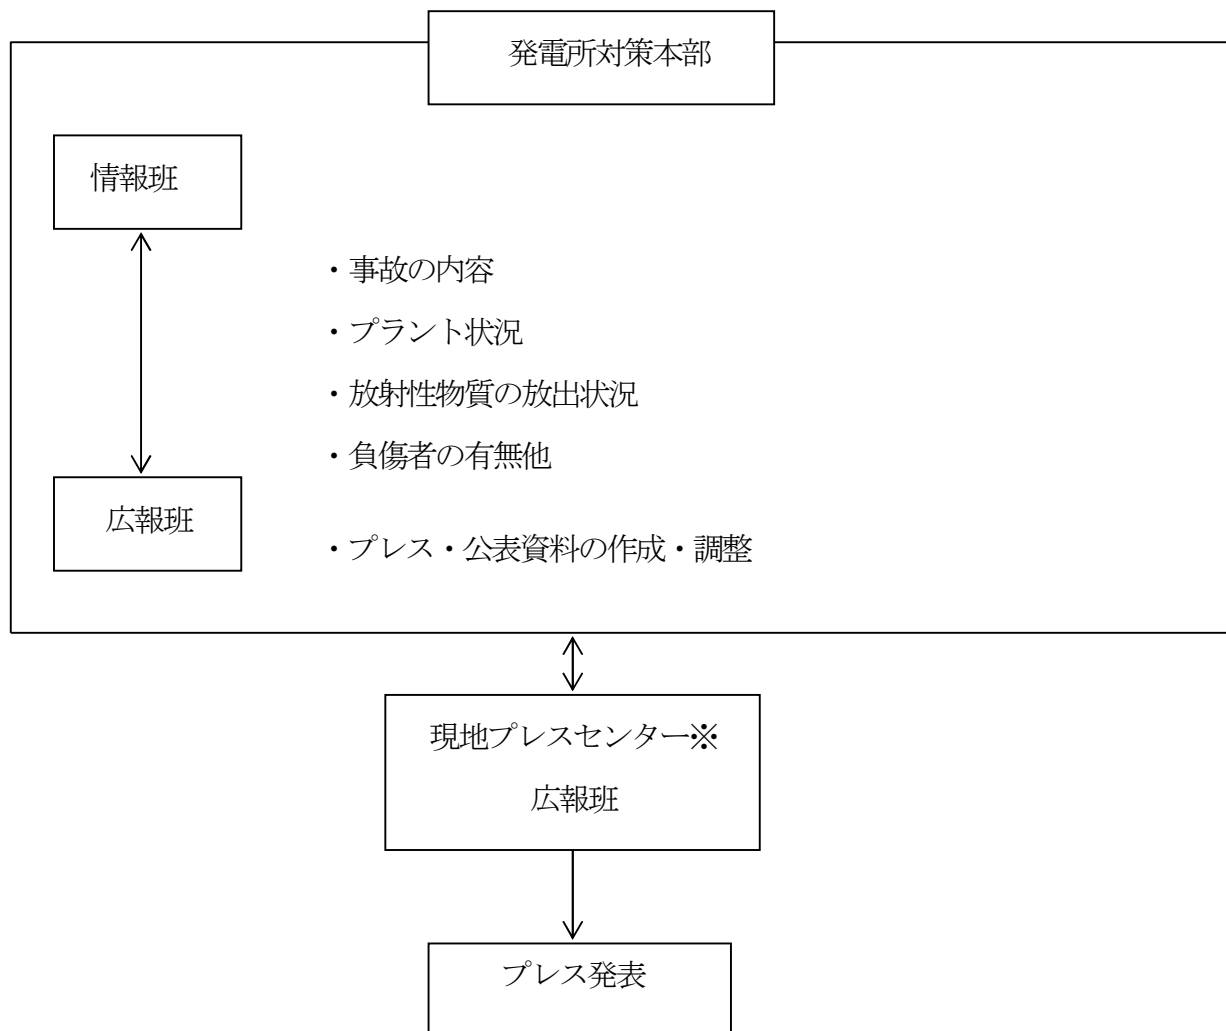 発電所対策本部
情報班
・事故の内容
・プラント状況
・放射性物質の放出状況
・負傷者の有無他
広報班
・プレス・公表資料の作成・調整
現地プレスセンター※
広報班
プレス発表